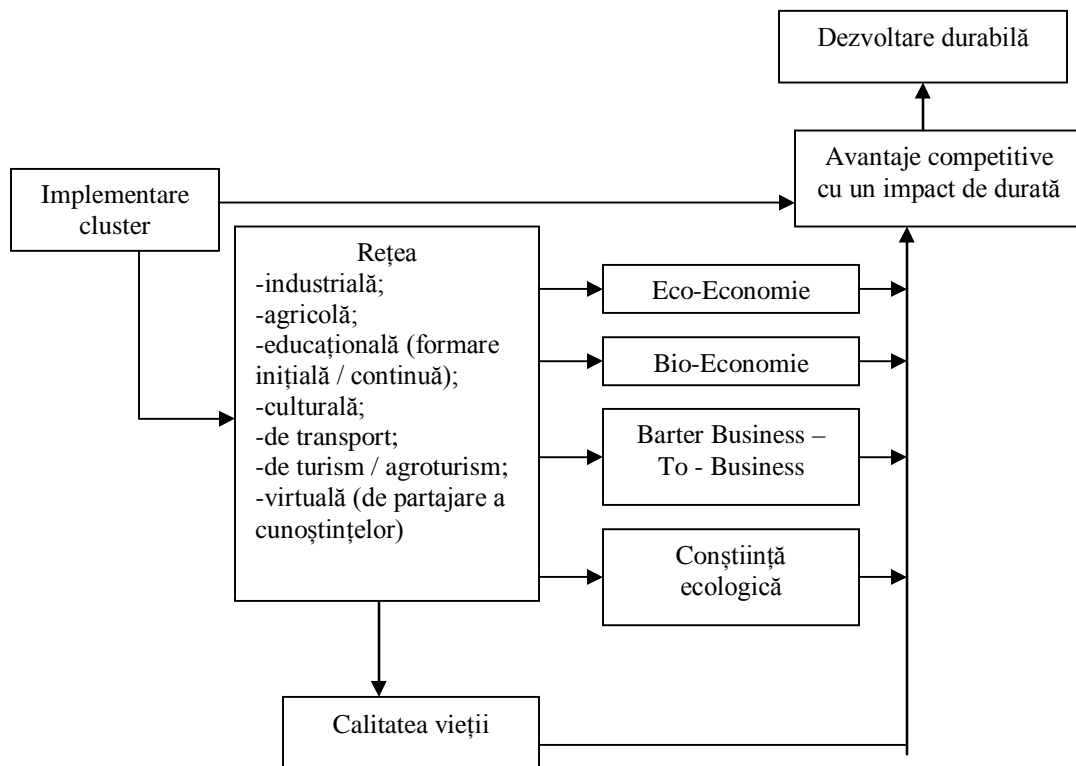 Dezvoltare durabilă
Avantaje competitive
cu un impact de durată
Implementare
cluster
Rețea
-industrială;
-agricolă;
-educațională (formare
inițială / continuă);
-culturală;
-de transport;
-de turism / agroturism;
-virtuală (de partajare a
cunoștințelor)
Eco-Economie
Bio-Economie
Barter Business –
To - Business
Conștiință
ecologică
Calitatea vieții